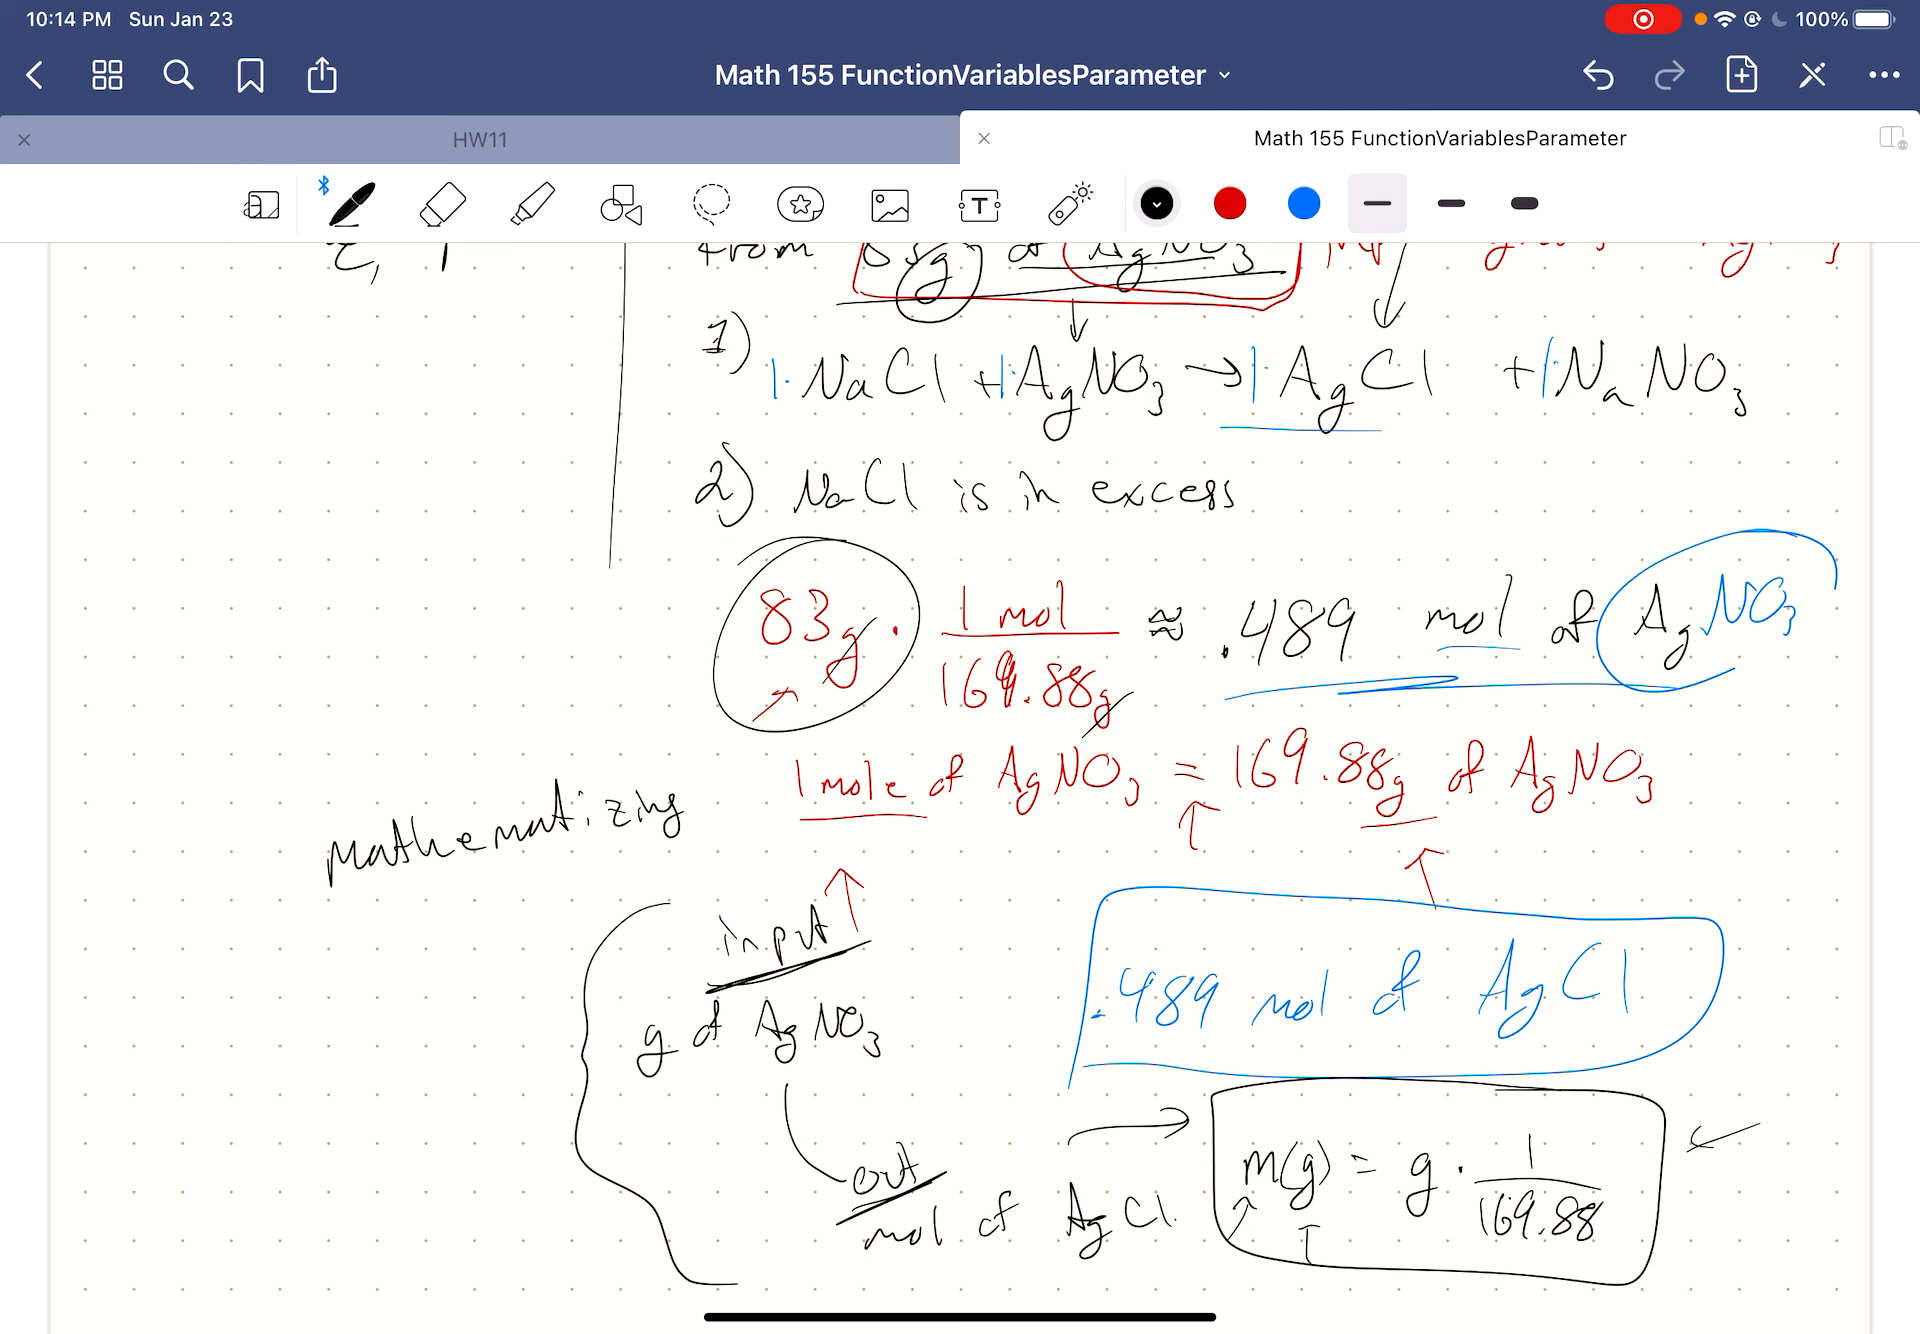 10:14 PM Sun Jan 23
100%
Math 155 FunctionVariablesParameter
HW11
Math 155 FunctionVariablesParameter
from 83g of AgNO3
1)
1· NaCl + 1· AgNO3 → 1· AgCl + 1· NaNO3
2) NaCl is in excess
83g · 1 mol / 169.88g ≈ .489 mol of AgNO3
1 mole of AgNO3 = 169.88g of AgNO3
mathematizing
input
g of AgNO3
.489 mol of AgCl
out
mol of AgCl
m(g) = g · 1/169.88